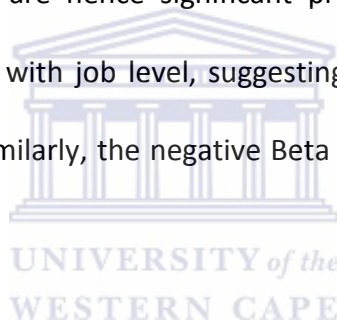 are hence significant pr
with job level, suggesting
milarly, the negative Beta
UNIVERSITY of the
WESTERN CAPE